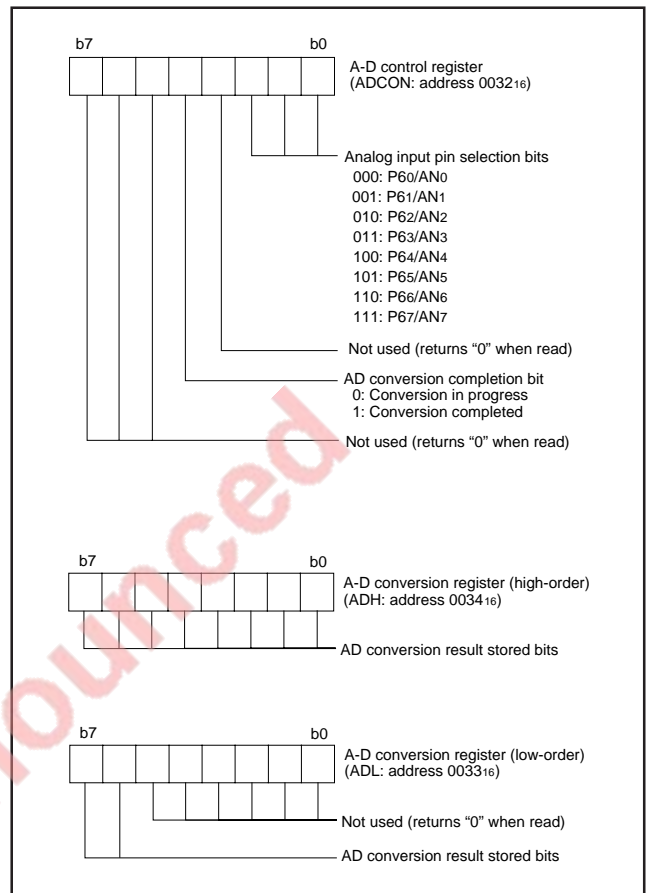 b7 b0
A-D control register
(ADCON: address 003216)
Analog input pin selection bits
000: P60/AN0
001: P61/AN1
010: P62/AN2
011: P63/AN3
100: P64/AN4
101: P65/AN5
110: P66/AN6
111: P67/AN7
Not used (returns “0” when read)
AD conversion completion bit
0: Conversion in progress
1: Conversion completed
Not used (returns “0” when read)
b7 b0
A-D conversion register (high-order)
(ADH: address 003416)
AD conversion result stored bits
b7 b0
A-D conversion register (low-order)
(ADL: address 003316)
Not used (returns “0” when read)
AD conversion result stored bits
ounced